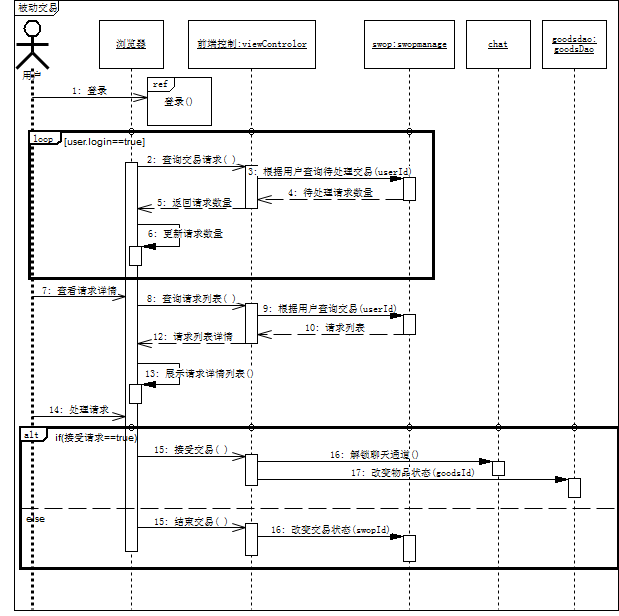 被动交易
用户
浏览器
前端控制:viewControlor
swop:swopmanage
chat
goodsdao:
goodsDao
1: 登录
ref
登录()
loop
[user.login==true]
2: 查询交易请求( )
3: 根据用户查询待处理交易(userId)
4: 待处理请求数量
5: 返回请求数量
6: 更新请求数量
7: 查看请求详情
8: 查询请求列表( )
9: 根据用户查询交易(userId)
10: 请求列表
12: 请求列表详情
13: 展示请求详情列表()
14: 处理请求
alt
if(接受请求==true)
15: 接受交易( )
16: 解锁聊天通道()
17: 改变物品状态(goodsId)
else
15: 结束交易( )
16: 改变交易状态(swopId)